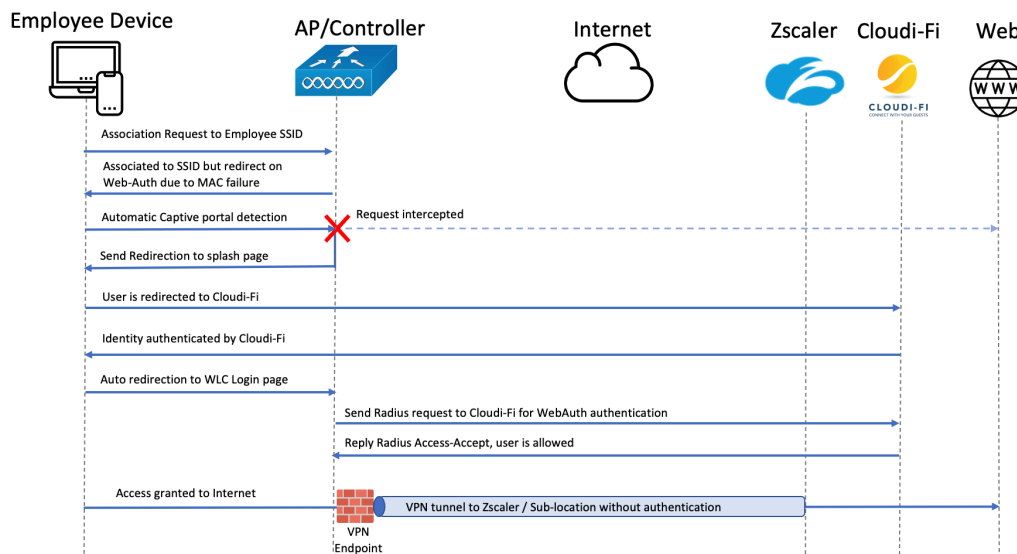 Employee Device
AP/Controller
Internet
Zscaler
Cloudi-Fi
Web
WWW
CLOUDI-FI
CONNECT WITH YOUR GUESTS
Association Request to Employee SSID
Associated to SSID but redirect on
Web-Auth due to MAC failure
Automatic Captive portal detection
Request intercepted
Send Redirection to splash page
User is redirected to Cloudi-Fi
Identity authenticated by Cloudi-Fi
Auto redirection to WLC Login page
Send Radius request to Cloudi-Fi for WebAuth authentication
Reply Radius Access-Accept, user is allowed
Access granted to Internet
VPN tunnel to Zscaler / Sub-location without authentication
VPN
Endpoint